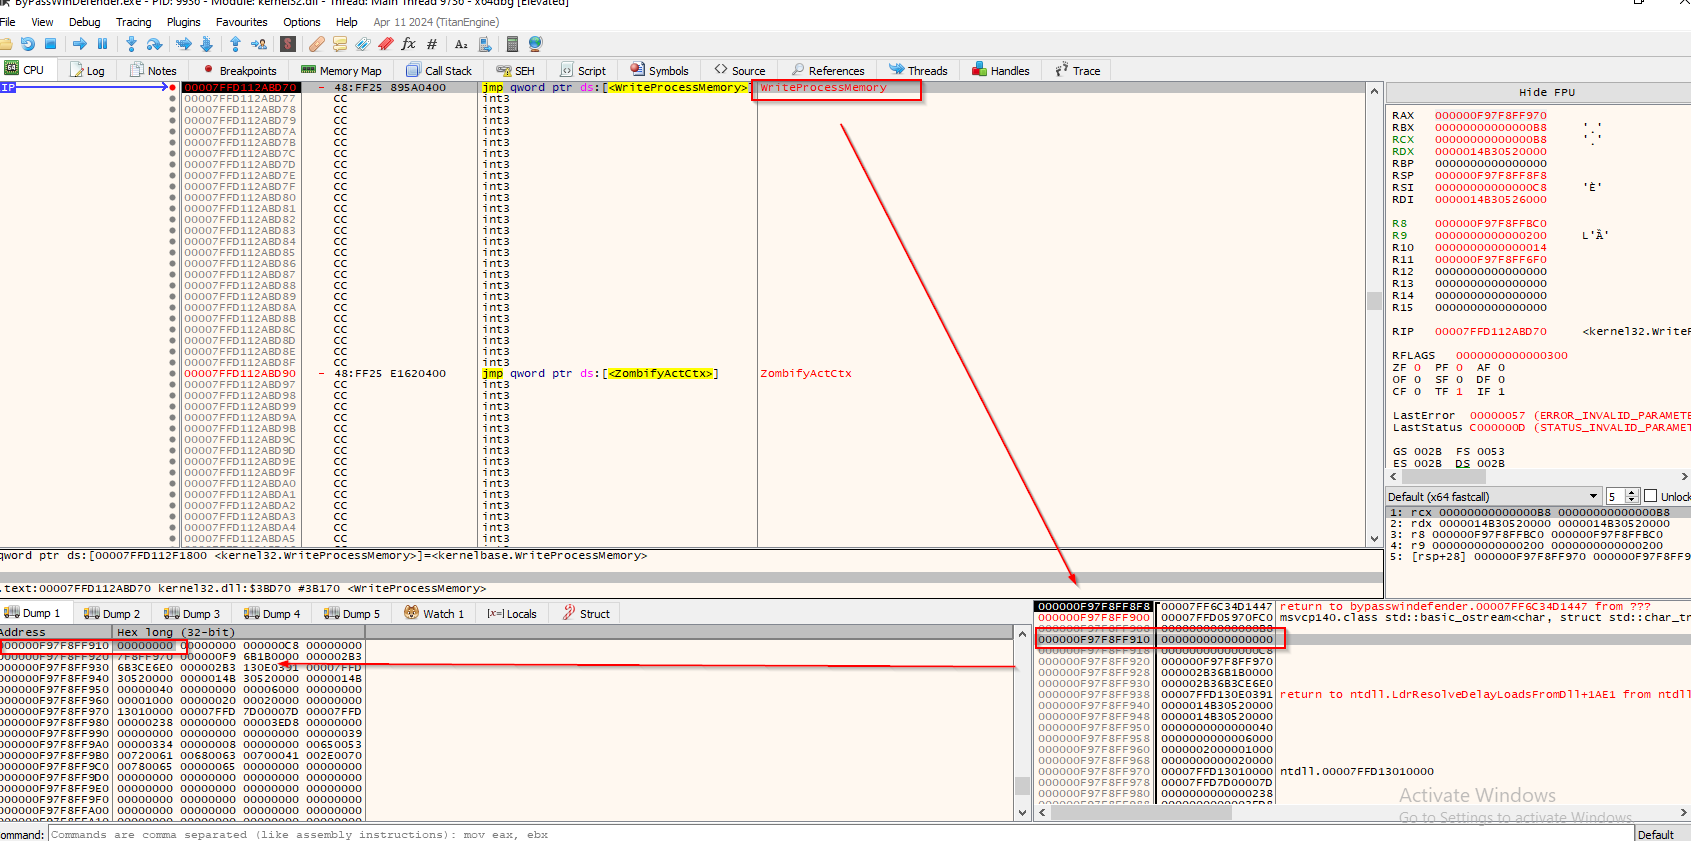 ByPassWinDefender.exe - PID: 9936 - Module: kernel32.dll - Thread: Main Thread 9736 - x64dbg [Elevated]
File View Debug Tracing Plugins Favourites Options Help Apr 11 2024 (TitanEngine)
CPU Log Notes Breakpoints Memory Map Call Stack SEH Script Symbols Source References Threads Handles Trace
IP 00007FFD112ABD70 - 48:FF25 895A0400 jmp qword ptr ds:[<WriteProcessMemory>] WriteProcessMemory
00007FFD112ABD77 CC int3
00007FFD112ABD78 CC int3
00007FFD112ABD79 CC int3
00007FFD112ABD7A CC int3
00007FFD112ABD7B CC int3
00007FFD112ABD7C CC int3
00007FFD112ABD7D CC int3
00007FFD112ABD7E CC int3
00007FFD112ABD7F CC int3
00007FFD112ABD80 CC int3
00007FFD112ABD81 CC int3
00007FFD112ABD82 CC int3
00007FFD112ABD83 CC int3
00007FFD112ABD84 CC int3
00007FFD112ABD85 CC int3
00007FFD112ABD86 CC int3
00007FFD112ABD87 CC int3
00007FFD112ABD88 CC int3
00007FFD112ABD89 CC int3
00007FFD112ABD8A CC int3
00007FFD112ABD8B CC int3
00007FFD112ABD8C CC int3
00007FFD112ABD8D CC int3
00007FFD112ABD8E CC int3
00007FFD112ABD8F CC int3
00007FFD112ABD90 - 48:FF25 E1620400 jmp qword ptr ds:[<ZombifyActCtx>] ZombifyActCtx
00007FFD112ABD97 CC int3
00007FFD112ABD98 CC int3
00007FFD112ABD99 CC int3
00007FFD112ABD9A CC int3
00007FFD112ABD9B CC int3
00007FFD112ABD9C CC int3
00007FFD112ABD9D CC int3
00007FFD112ABD9E CC int3
00007FFD112ABD9F CC int3
00007FFD112ABDA0 CC int3
00007FFD112ABDA1 CC int3
00007FFD112ABDA2 CC int3
00007FFD112ABDA3 CC int3
00007FFD112ABDA4 CC int3
Hide FPU
RAX 000000F97F8FF970
RBX 00000000000000B8 '¸'
RCX 00000000000000B8 '¸'
RDX 0000014B30520000
RBP 0000000000000000
RSP 000000F97F8FF8F8
RSI 00000000000000C8 'È'
RDI 0000014B30526000
R8 000000F97F8FFBC0
R9 0000000000000200 L'Ȁ'
R10 0000000000000014
R11 000000F97F8FF6F0
R12 0000000000000000
R13 0000000000000000
R14 0000000000000000
R15 0000000000000000
RIP 00007FFD112ABD70 <kernel32.WriteP
RFLAGS 0000000000000300
ZF 0 PF 0 AF 0
OF 0 SF 0 DF 0
CF 0 TF 1 IF 1
LastError 00000057 (ERROR_INVALID_PARAMETE
LastStatus C000000D (STATUS_INVALID_PARAMET
GS 002B FS 0053
ES 002B DS 002B
Default (x64 fastcall) 5 Unlock
1: rcx 00000000000000B8 00000000000000B8
2: rdx 0000014B30520000 0000014B30520000
3: r8 000000F97F8FFBC0 000000F97F8FFBC0
4: r9 0000000000000200 0000000000000200
5: [rsp+28] 000000F97F8FF970 000000F97F8FF9
qword ptr ds:[00007FFD112F1800 <kernel32.WriteProcessMemory>]=<kernelbase.WriteProcessMemory>
.text:00007FFD112ABD70 kernel32.dll:$3BD70 #3B170 <WriteProcessMemory>
Dump 1 Dump 2 Dump 3 Dump 4 Dump 5 Watch 1 [x=] Locals Struct
Address Hex long (32-bit)
000000F97F8FF910 00000000 00000000 000000C8 00000000
000000F97F8FF920 7F8FF970 000000F9 6B1B0000 000002B3
000000F97F8FF930 6B3CE6E0 000002B3 130E0391 00007FFD
000000F97F8FF940 30520000 0000014B 30520000 0000014B
000000F97F8FF950 00000040 00000000 00006000 00000000
000000F97F8FF960 00001000 00000020 00020000 00000000
000000F97F8FF970 13010000 00007FFD 7D00007D 00007FFD
000000F97F8FF980 00000238 00000000 00003ED8 00000000
000000F97F8FF990 00000000 00000000 00000000 00000039
000000F97F8FF9A0 00000334 00000008 00000000 00650053
000000F97F8FF9B0 00720061 00680063 00700041 002E0070
000000F97F8FF9C0 00780065 00000065 00000000 00000000
000000F97F8FF9D0 00000000 00000000 00000000 00000000
000000F97F8FF9E0 00000000 00000000 00000000 00000000
000000F97F8FF9F0 00000000 00000000 00000000 00000000
000000F97F8FFA00 00000000 00000000 00000000 00000000
000000F97F8FF8F8 00007FF6C34D1447 return to bypasswindefender.00007FF6C34D1447 from ???
000000F97F8FF900 00007FFD05970FC0 msvcp140.class std::basic_ostream<char, struct std::char_tr
000000F97F8FF910 0000000000000000
000000F97F8FF918 00000000000000C8
000000F97F8FF920 000000F97F8FF970
000000F97F8FF928 000002B36B1B0000
000000F97F8FF930 000002B36B3CE6E0
000000F97F8FF938 00007FFD130E0391 return to ntdll.LdrResolveDelayLoadsFromDll+1AE1 from ntdll
000000F97F8FF940 0000014B30520000
000000F97F8FF948 0000014B30520000
000000F97F8FF950 0000000000000040
000000F97F8FF958 0000000000006000
000000F97F8FF960 0000002000001000
000000F97F8FF968 0000000000020000
000000F97F8FF970 00007FFD13010000 ntdll.00007FFD13010000
000000F97F8FF978 00007FFD7D00007D
000000F97F8FF980 0000000000000238
Activate Windows
Go to Settings to activate Windows.
ommand: Commands are comma separated (like assembly instructions): mov eax, ebx Default